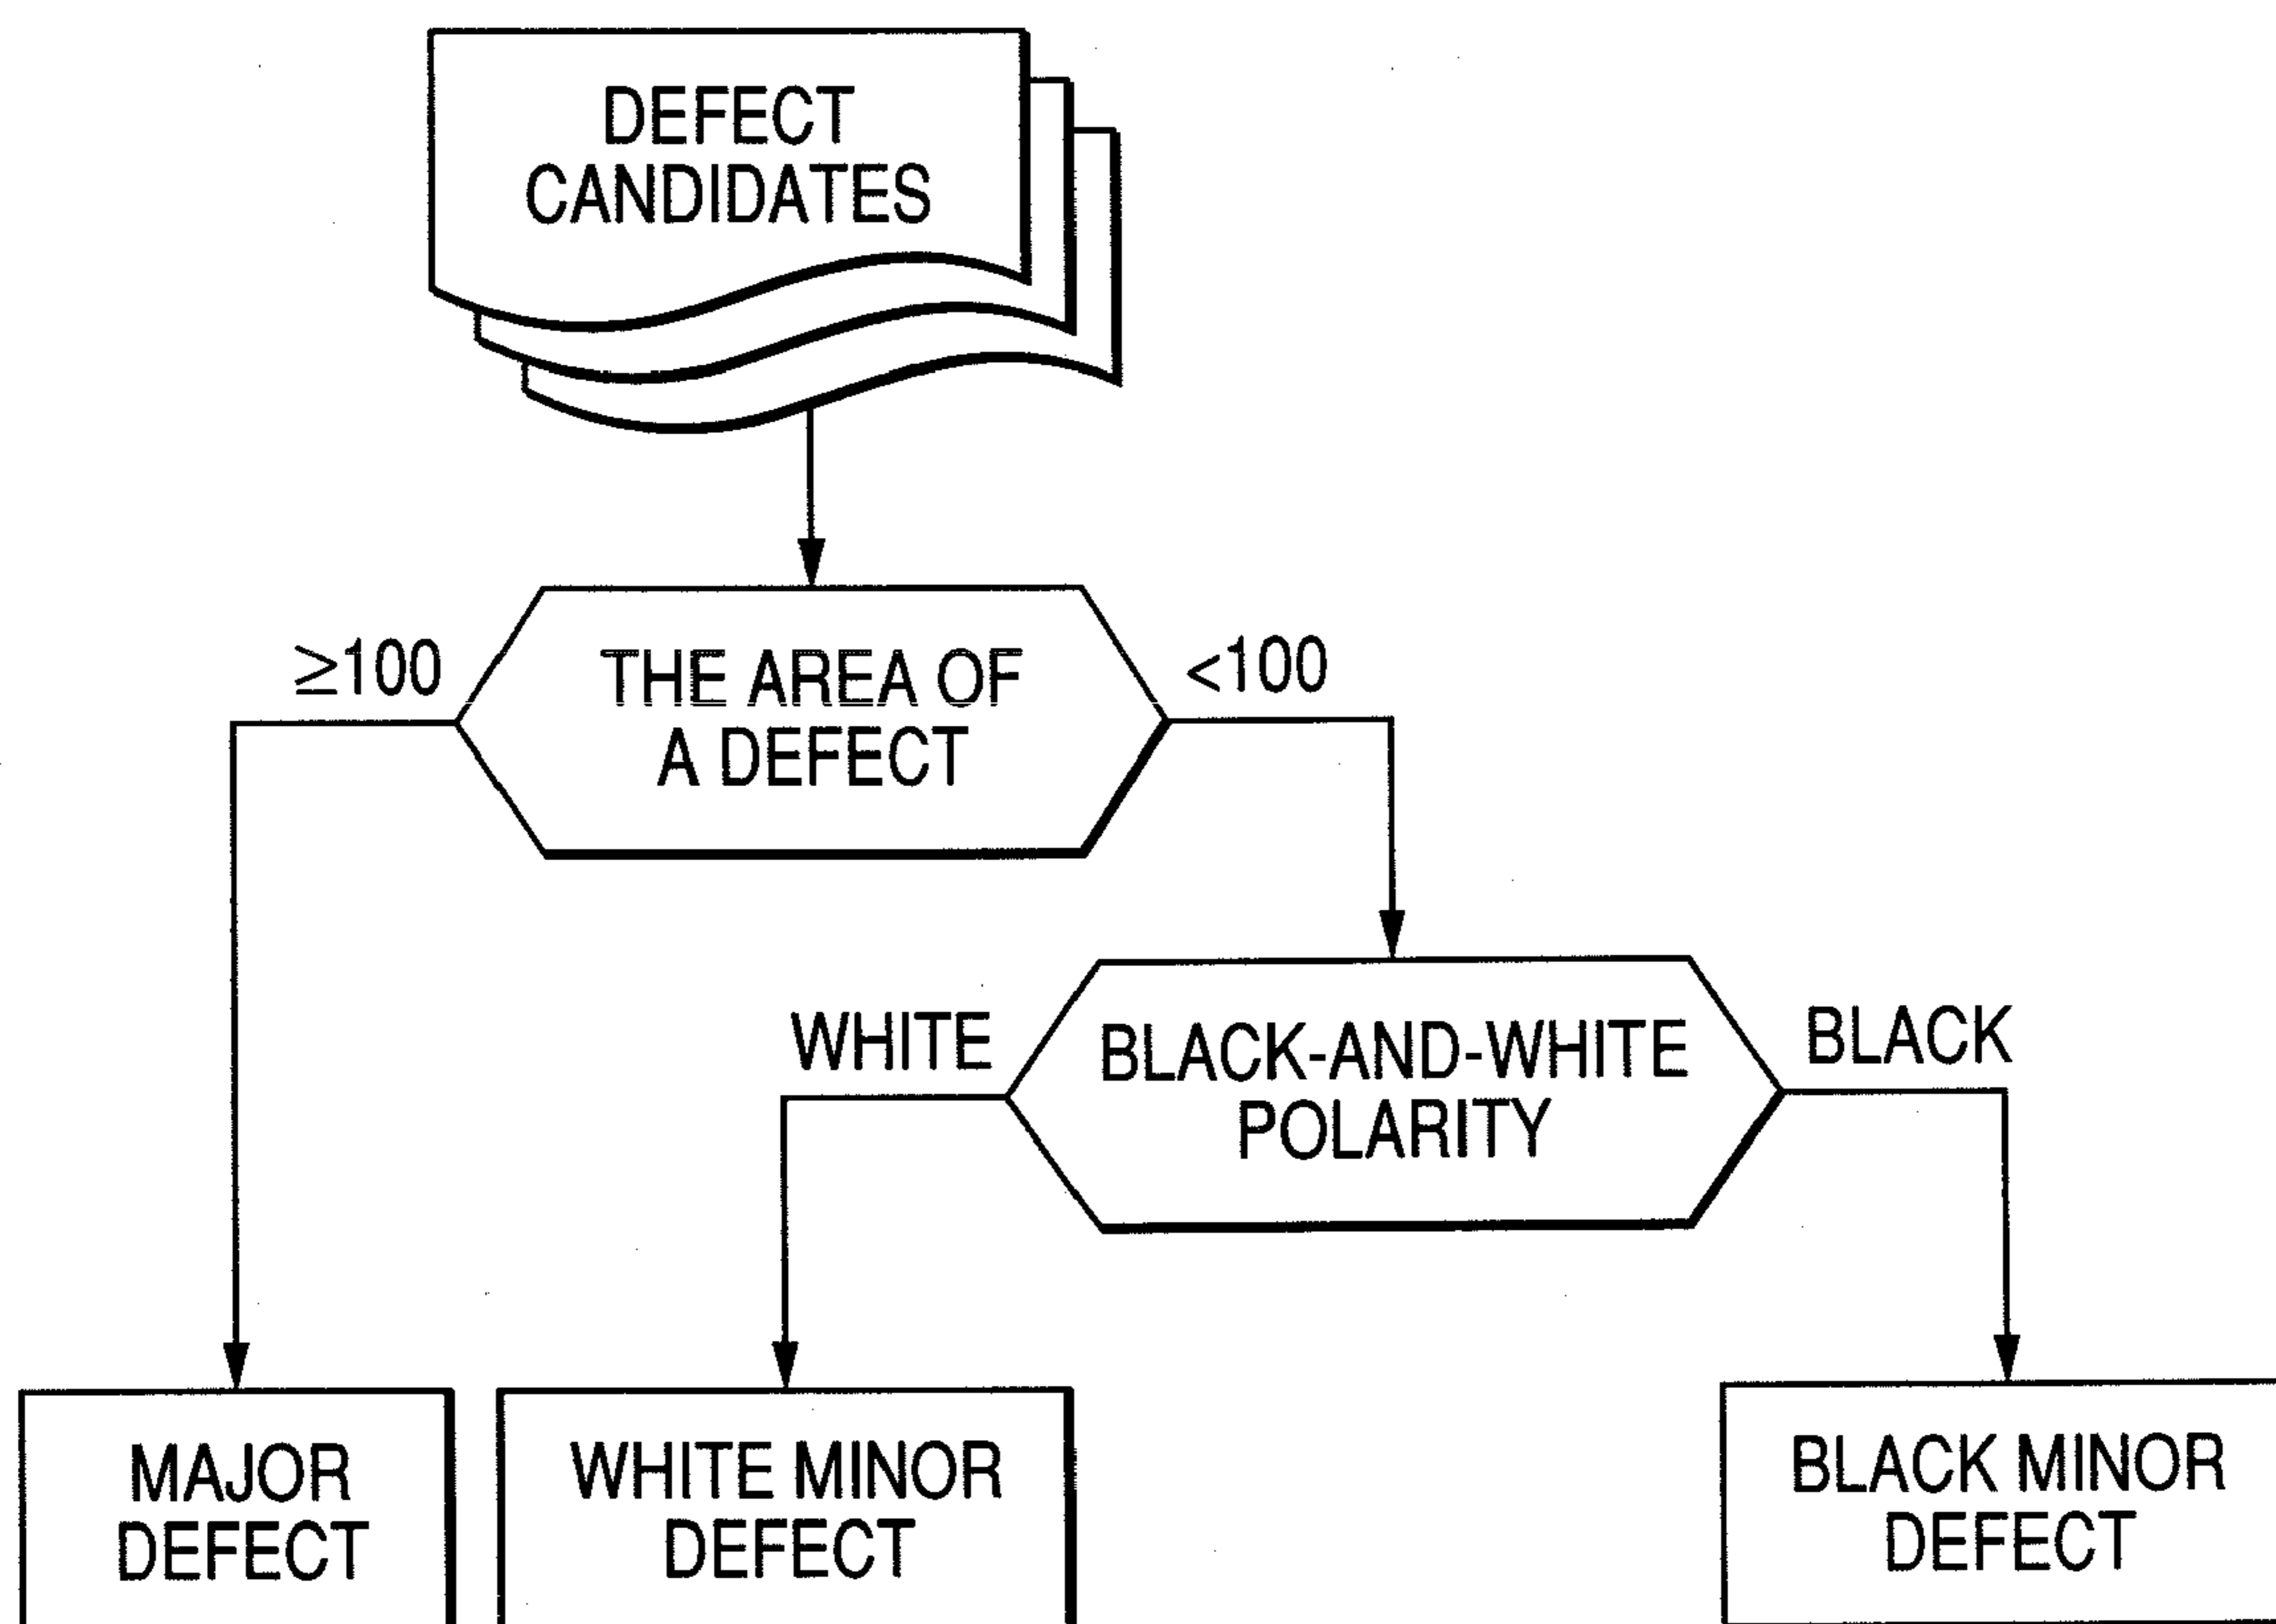 DEFECT
CANDIDATES
≥100
THE AREA OF
A DEFECT
<100
WHITE
BLACK-AND-WHITE
POLARITY
BLACK
MAJOR
DEFECT
WHITE MINOR
DEFECT
BLACK MINOR
DEFECT